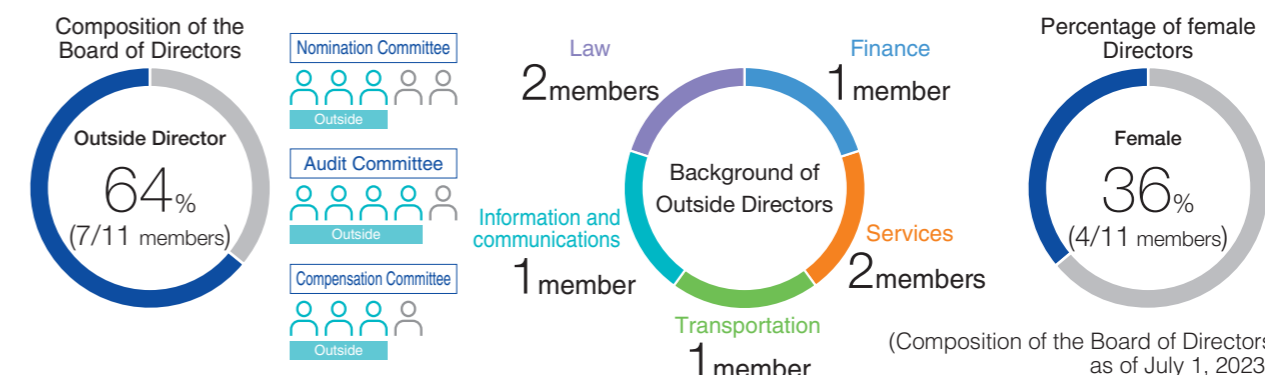 Composition of the
Board of Directors
Outside Director
64%
(7/11 members)
Nomination Committee
Outside
Audit Committee
Outside
Compensation Committee
Outside
Law
2members
Finance
1member
Background of
Outside Directors
Information and
communications
1member
Services
2members
Transportation
1member
Percentage of female
Directors
Female
36%
(4/11 members)
(Composition of the Board of Directors
as of July 1, 2023